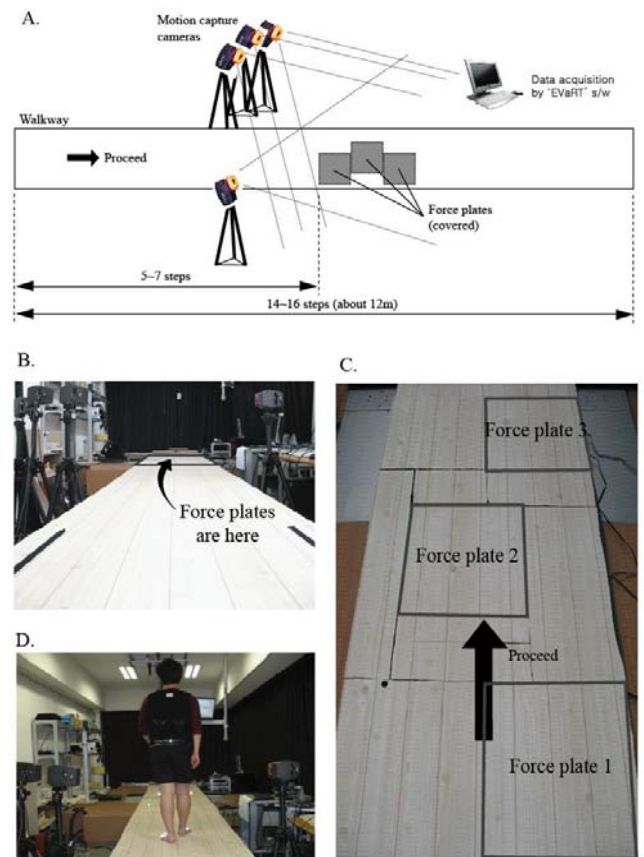 A.
Motion capture
cameras
Data acquisition
by 'EVaRT' s/w
Walkway
Proceed
Force plates
(covered)
5~7 steps
14~16 steps (about 12m)
B.
Force plates
are here
C.
Force plate 3
Force plate 2
Proceed
Force plate 1
D.